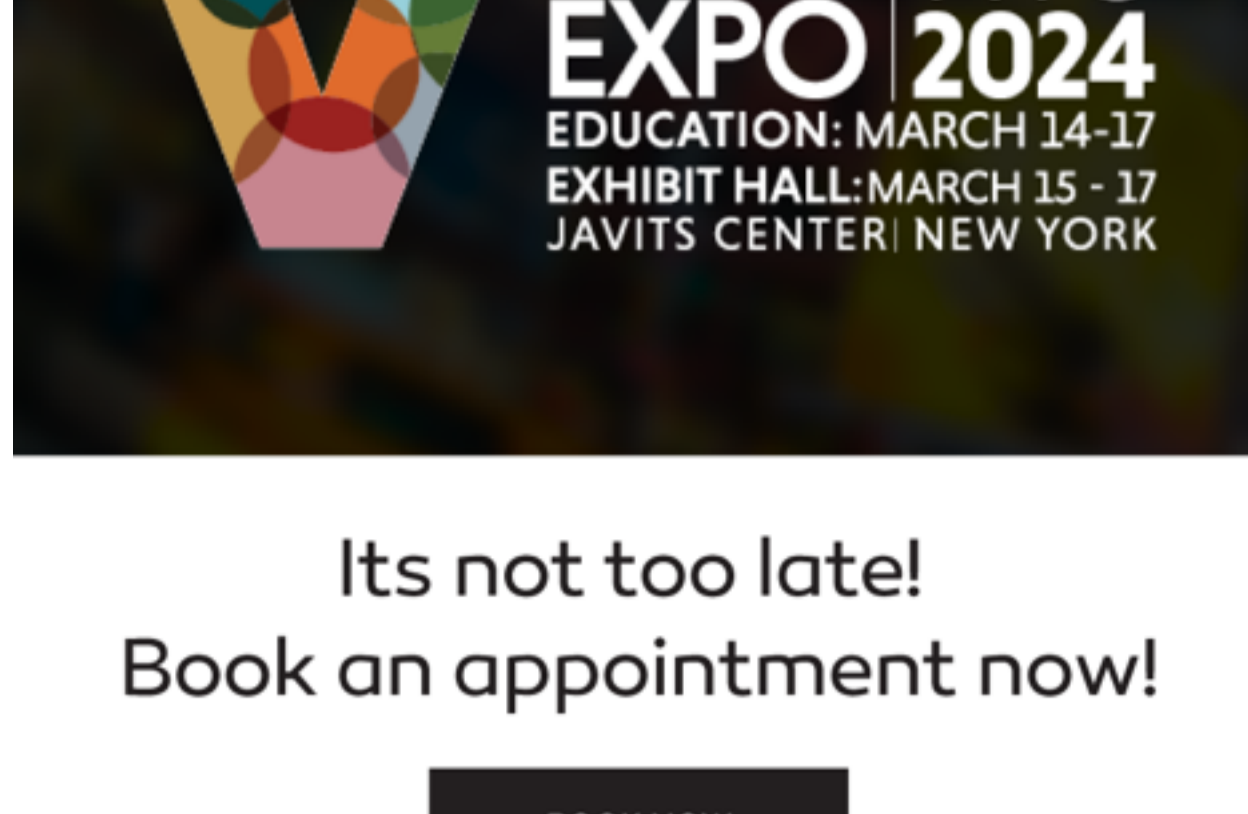 EXPO
2024
EDUCATION: MARCH 14-17
EXHIBIT HALL:MARCH 15 - 17
JAVITS CENTER| NEW YORK
Its not too late!
Book an appointment now!